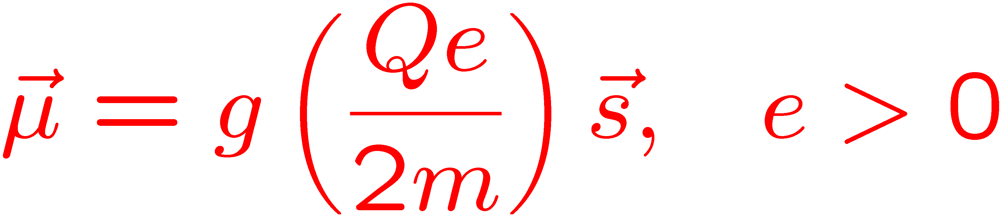 $\vec{\mu} = g \left( \frac{Qe}{2m} \right) \vec{s}, \quad e > 0$